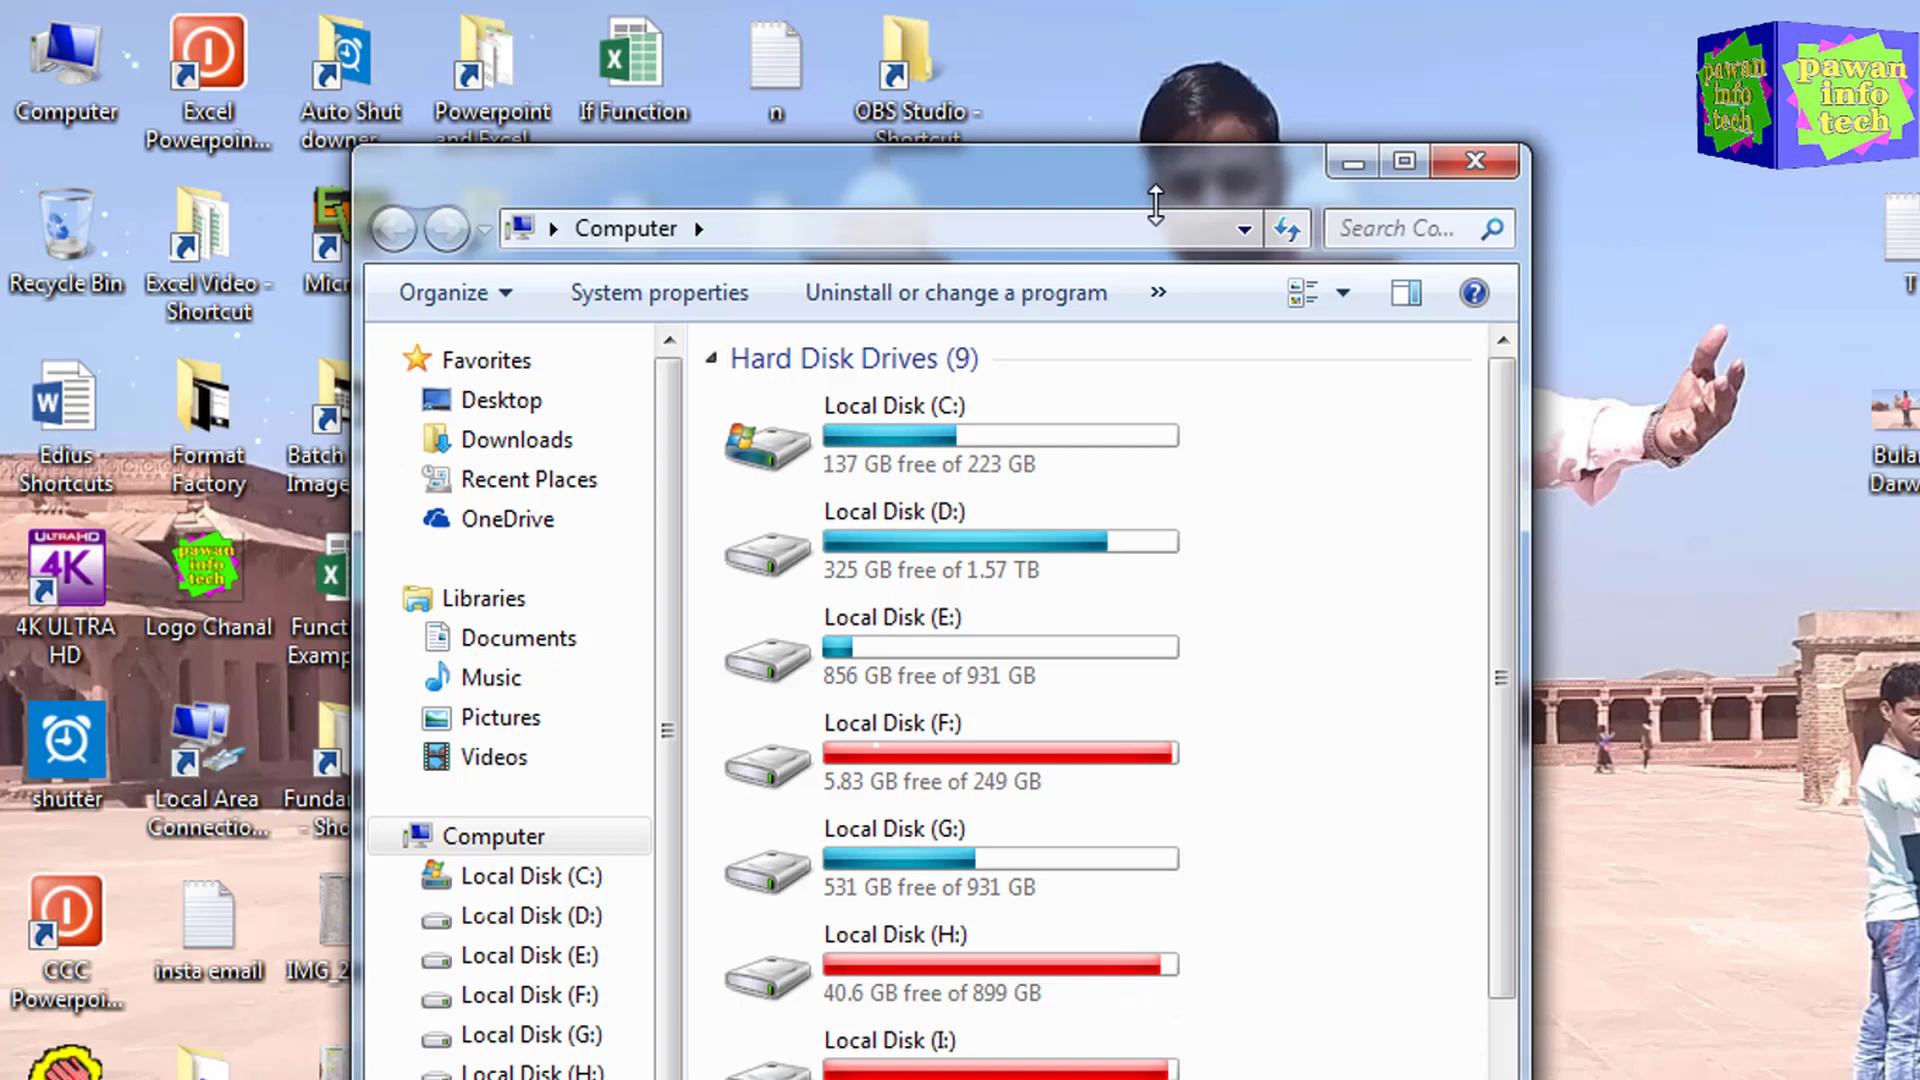 Computer
Excel
Powerpoin...
Auto Shut
downer
Powerpoint
and Excel
If Function
n
OBS Studio -
Shortcut
pawan
info
tech
pawan
info
tech
Recycle Bin
Excel Video -
Shortcut
Micr
Computer
Search Co...
Organize
System properties
Uninstall or change a program
»
Favorites
Desktop
Downloads
Recent Places
OneDrive
Libraries
Documents
Music
Pictures
Videos
Computer
Local Disk (C:)
Local Disk (D:)
Local Disk (E:)
Local Disk (F:)
Local Disk (G:)
Local Disk (H:)
Hard Disk Drives (9)
Local Disk (C:)
137 GB free of 223 GB
Local Disk (D:)
325 GB free of 1.57 TB
Local Disk (E:)
856 GB free of 931 GB
Local Disk (F:)
5.83 GB free of 249 GB
Local Disk (G:)
531 GB free of 931 GB
Local Disk (H:)
40.6 GB free of 899 GB
Local Disk (I:)
Edius
Shortcuts
Format
Factory
Batch
Image
ULTRAHD
4K
4K ULTRA
HD
pawan
info
tech
Logo Chanal
Funct
Examp
shutter
Local Area
Connectio...
Fundar
- Sho
CCC
Powerpoi...
insta email
IMG_2
T
Bular
Darw